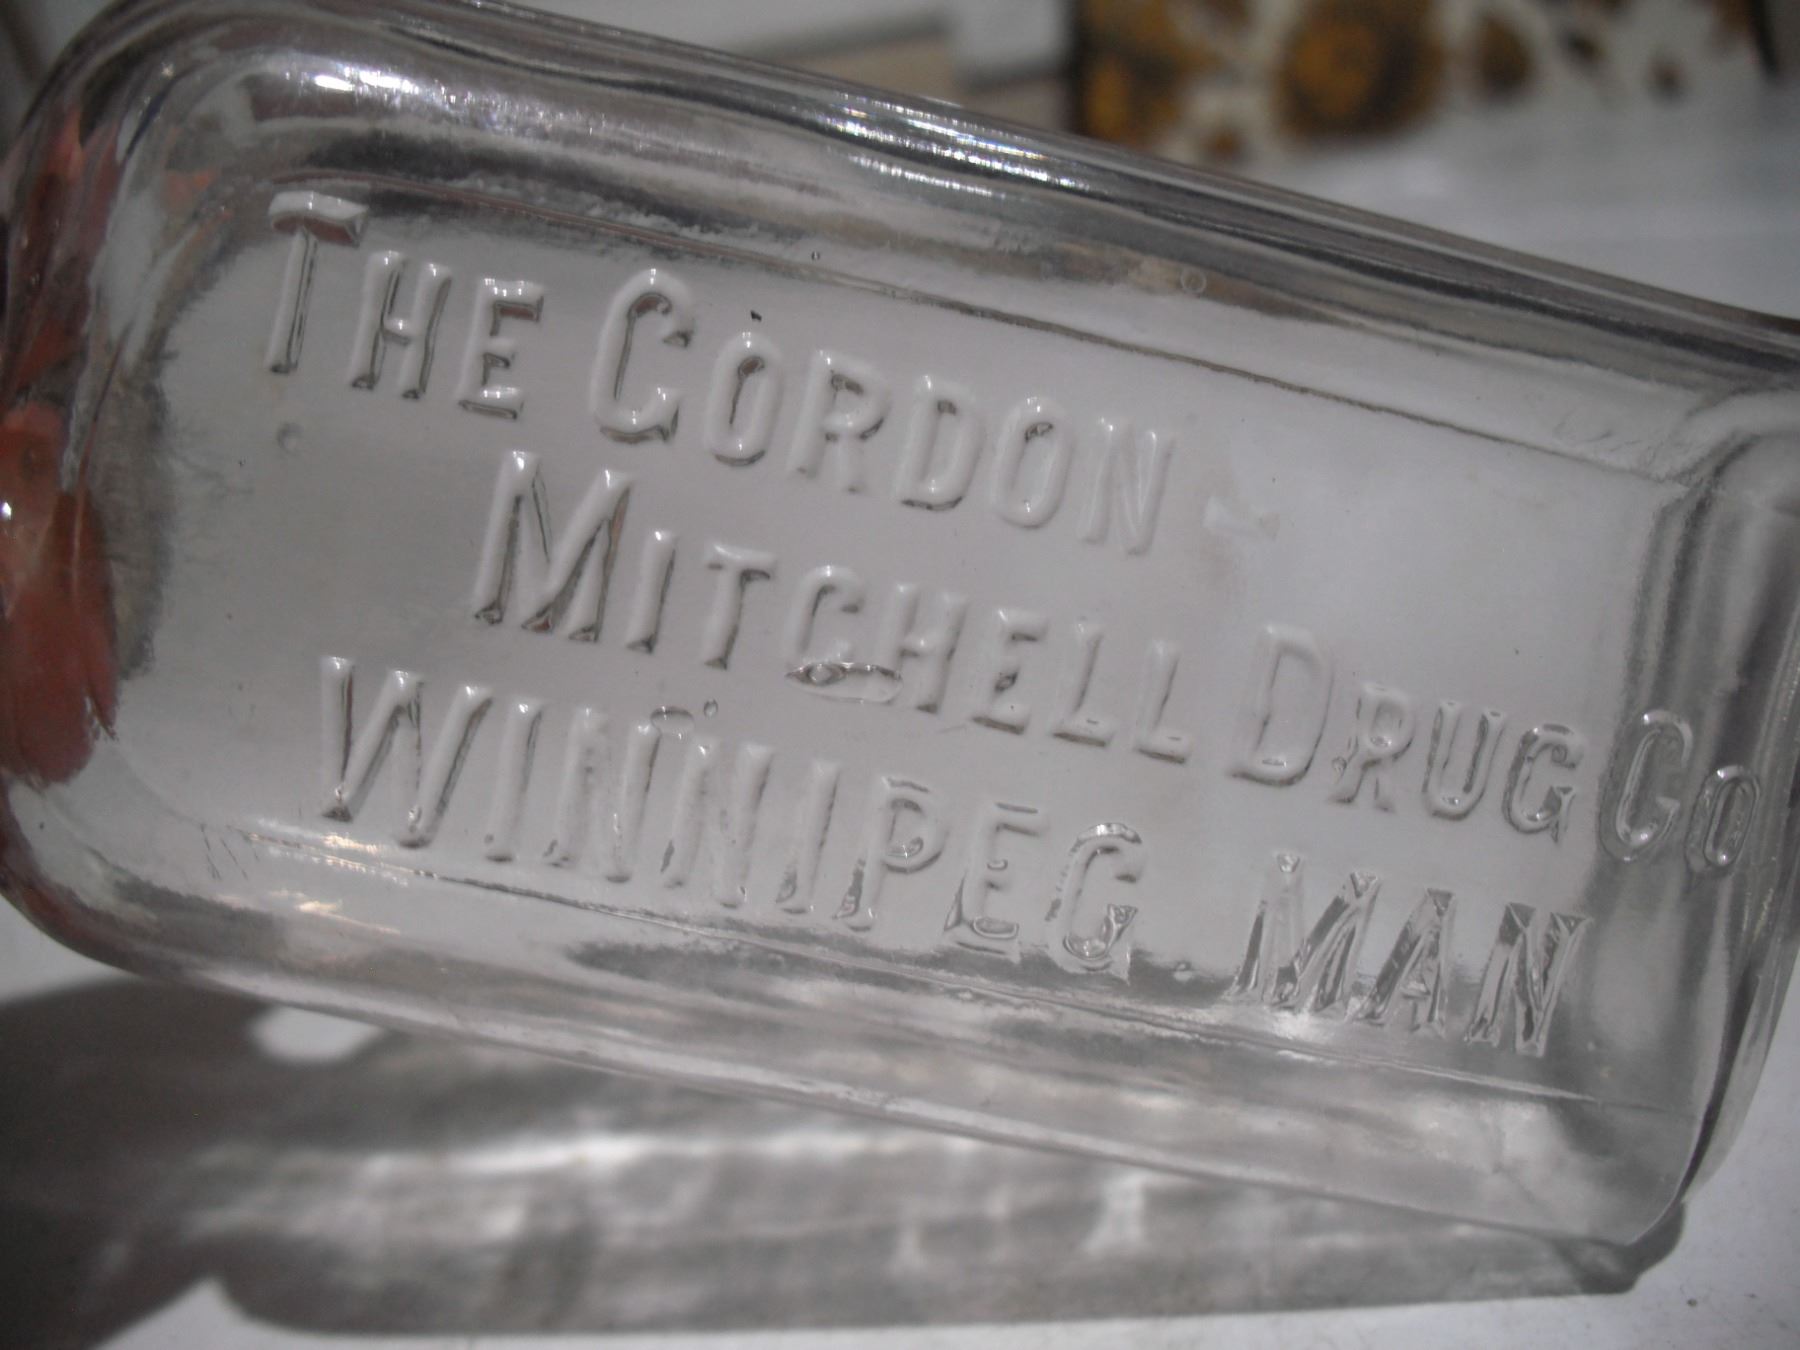 THE GORDON
MITCHELL DRUG CO
WINNIPEG MAN